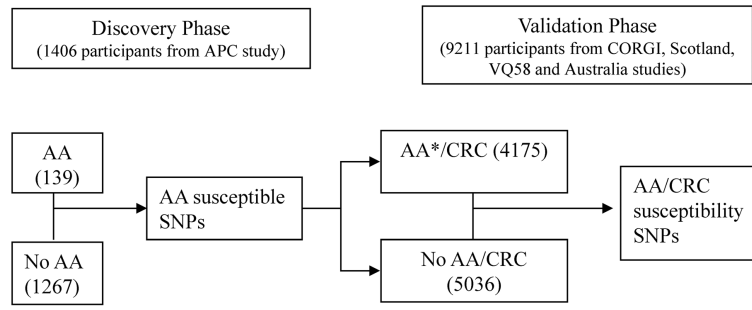 Discovery Phase
(1406 participants from APC study)
Validation Phase
(9211 participants from CORGI, Scotland,
VQ58 and Australia studies)
AA
(139)
No AA
(1267)
AA susceptible
SNPs
AA*/CRC (4175)
No AA/CRC
(5036)
AA/CRC
susceptibility
SNPs